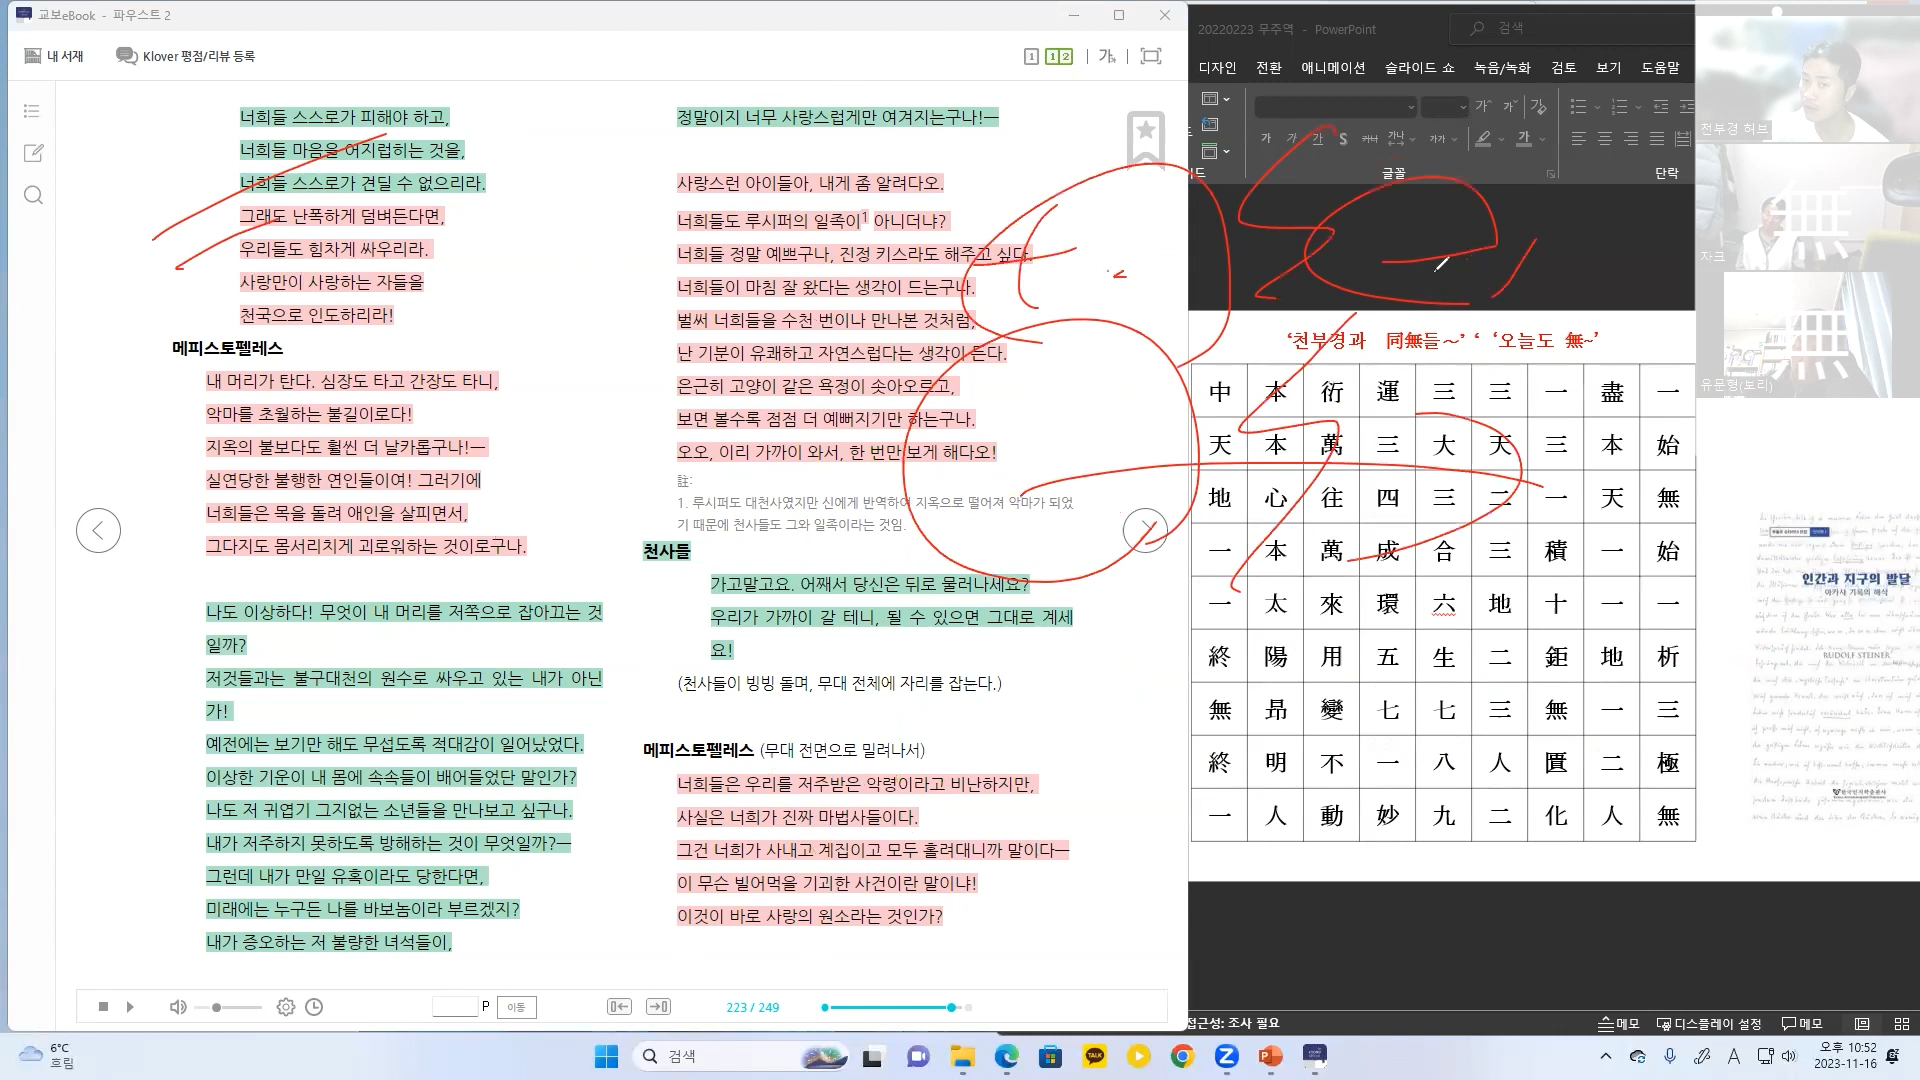 교보eBook - 파우스트 2
내 서재
Klover 평점/리뷰 등록
너희들 스스로가 피해야 하고,
너희들 마음을 어지럽히는 것을,
너희들 스스로가 견딜 수 없으리라.
그래도 난폭하게 덤벼든다면,
우리들도 힘차게 싸우리라.
사랑만이 사랑하는 자들을
천국으로 인도하리라!
메피스토펠레스
내 머리가 탄다. 심장도 타고 간장도 타니,
악마를 초월하는 불길이로다!
지옥의 불보다도 훨씬 더 날카롭구나!—
실연당한 불행한 연인들이여! 그러기에
너희들은 목을 돌려 애인을 살피면서,
그다지도 몸서리치게 괴로워하는 것이로구나.
나도 이상하다! 무엇이 내 머리를 저쪽으로 잡아끄는 것
일까?
저것들과는 불구대천의 원수로 싸우고 있는 내가 아닌
가!
예전에는 보기만 해도 무섭도록 적대감이 일어났었다.
이상한 기운이 내 몸에 속속들이 배어들었단 말인가?
나도 저 귀엽기 그지없는 소년들을 만나보고 싶구나.
내가 저주하지 못하도록 방해하는 것이 무엇일까?—
그런데 내가 만일 유혹이라도 당한다면,
미래에는 누구든 나를 바보놈이라 부르겠지?
내가 증오하는 저 불량한 녀석들이,
정말이지 너무 사랑스럽게만 여겨지는구나!—
사랑스런 아이들아, 내게 좀 알려다오.
너희들도 루시퍼의 일족이1 아니더냐?
너희들 정말 예쁘구나, 진정 키스라도 해주고 싶다.
너희들이 마침 잘 왔다는 생각이 드는구나.
벌써 너희들을 수천 번이나 만나본 것처럼,
난 기분이 유쾌하고 자연스럽다는 생각이 든다.
은근히 고양이 같은 욕정이 솟아오르고,
보면 볼수록 점점 더 예뻐지기만 하는구나.
오오, 이리 가까이 와서, 한 번만 보게 해다오!
註:
1. 루시퍼도 대천사였지만 신에게 반역하여 지옥으로 떨어져 악마가 되었
기 때문에 천사들도 그와 일족이라는 것임.
천사들
가고말고요. 어째서 당신은 뒤로 물러나세요?
우리가 가까이 갈 테니, 될 수 있으면 그대로 계세
요!
(천사들이 빙빙 돌며, 무대 전체에 자리를 잡는다.)
메피스토펠레스 (무대 전면으로 밀려나서)
너희들은 우리를 저주받은 악령이라고 비난하지만,
사실은 너희가 진짜 마법사들이다.
그건 너희가 사내고 계집이고 모두 홀려대니까 말이다—
이 무슨 빌어먹을 기괴한 사건이란 말이냐!
이것이 바로 사랑의 원소라는 것인가?
P 이동
223 / 249
20220223 무주역 - PowerPoint
검색
디자인 전환 애니메이션 슬라이드 쇼 녹음/녹화 검토 보기 도움말
글꼴
단락
‘천부경과 同無들～’ ‘ ‘오늘도 無~’
中 本 衍 運 三 三 一 盡 一
天 本 萬 三 大 天 三 本 始
地 心 往 四 三 二 一 天 無
一 本 萬 成 合 三 積 一 始
一 太 來 環 六 地 十 一 一
終 陽 用 五 生 二 鉅 地 析
無 昻 變 七 七 三 無 一 三
終 明 不 一 八 人 匱 二 極
一 人 動 妙 九 二 化 人 無
천부경 허브
無
자크
無
유문형(보리)
인간과 지구의 발달
아카샤 기록의 해석
RUDOLF STEINER
접근성: 조사 필요
메모
디스플레이 설정
메모
6°C
흐림
검색
오후 10:52
2023-11-16